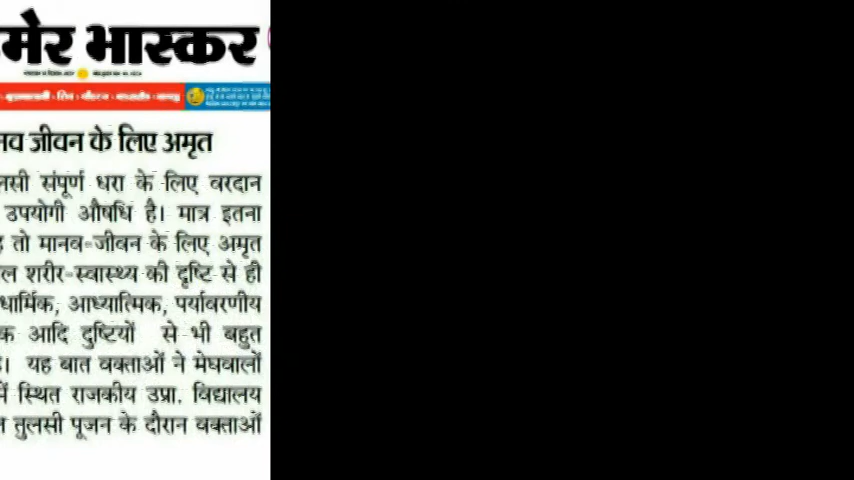 मेर भास्कर
नव जीवन के लिए अमृत
लसी संपूर्ण धरा के लिए वरदान
उपयोगी औषधि है। मात्र इतना
तो मानव-जीवन के लिए अमृत
ल शरीर-स्वास्थ्य की दृष्टि से ही
धार्मिक, आध्यात्मिक, पर्यावरणीय
क आदि दुष्टियों से भी बहुत
यह बात वक्ताओं ने मेघवालों
में स्थित राजकीय उप्रा. विद्यालय
तुलसी पूजन के दौरान वक्ताओं